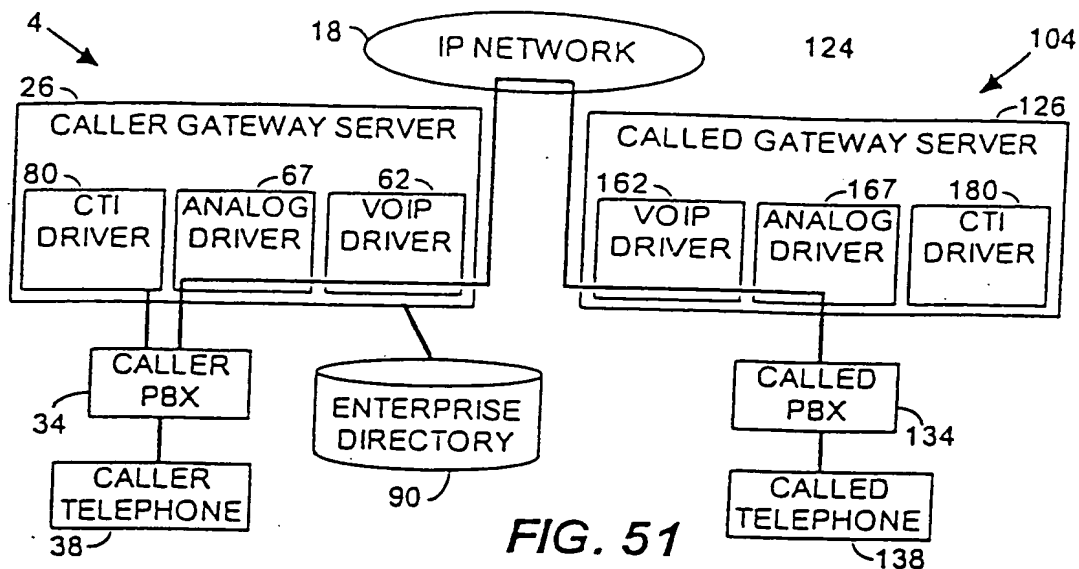 4
18
IP NETWORK
124
104
26
CALLER GATEWAY SERVER
80
CTI
DRIVER
67
ANALOG
DRIVER
62
VOIP
DRIVER
126
CALLED GATEWAY SERVER
162
VOIP
DRIVER
167
ANALOG
DRIVER
180
CTI
DRIVER
CALLER
PBX
34
CALLER
TELEPHONE
38
ENTERPRISE
DIRECTORY
90
CALLED
PBX
134
CALLED
TELEPHONE
138
FIG. 51